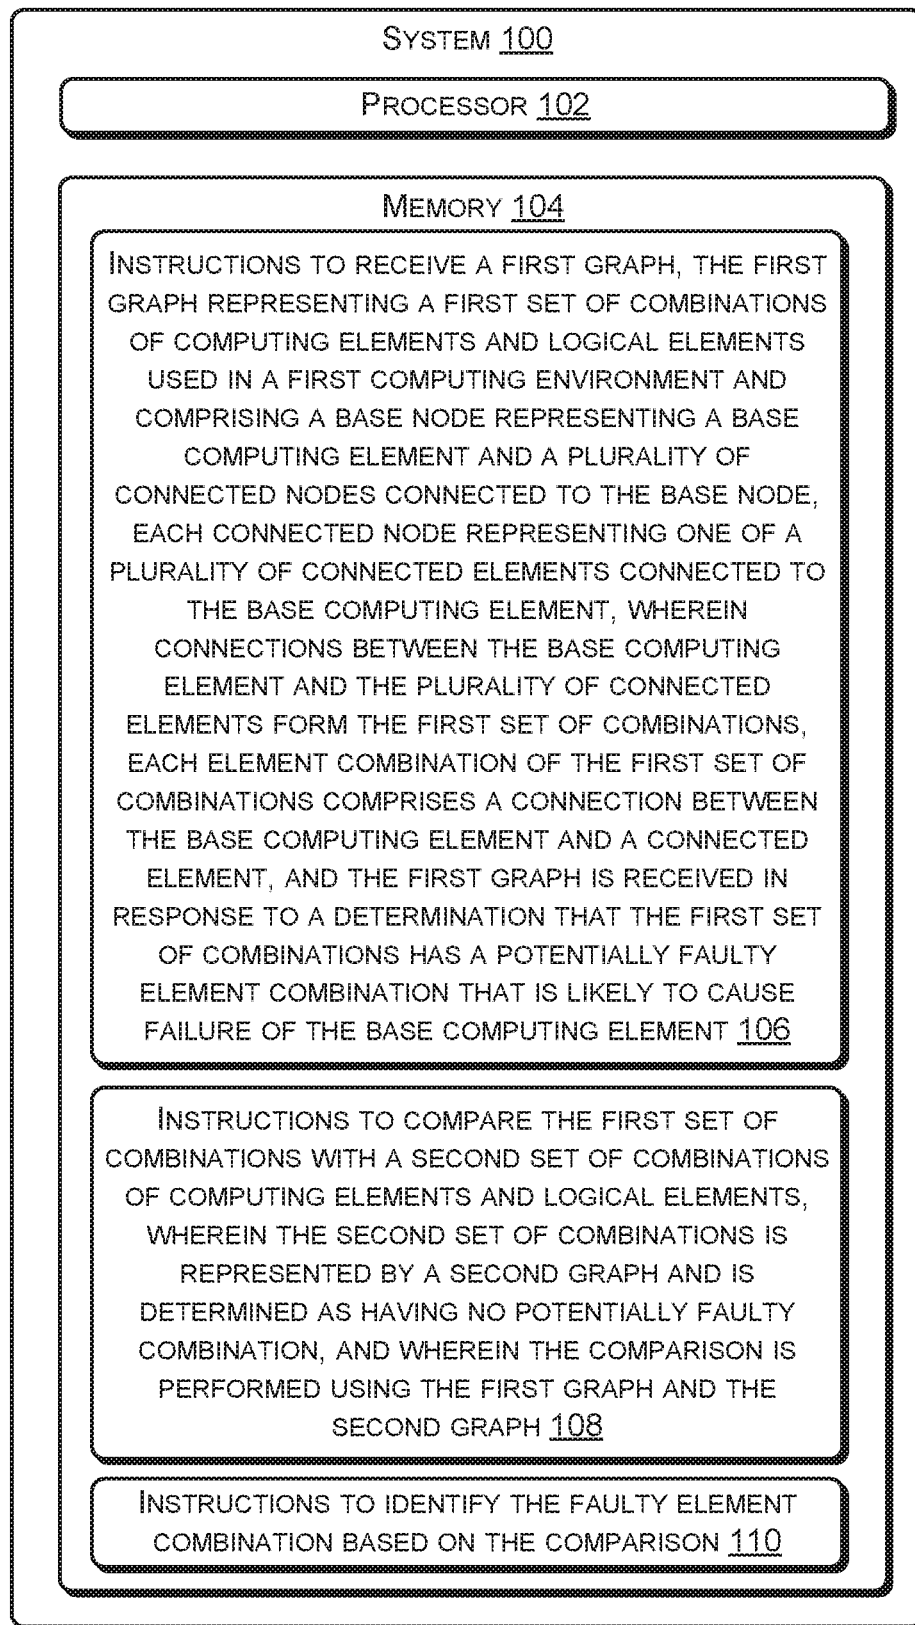 SYSTEM 100
PROCESSOR 102
MEMORY 104
INSTRUCTIONS TO RECEIVE A FIRST GRAPH, THE FIRST
GRAPH REPRESENTING A FIRST SET OF COMBINATIONS
OF COMPUTING ELEMENTS AND LOGICAL ELEMENTS
USED IN A FIRST COMPUTING ENVIRONMENT AND
COMPRISING A BASE NODE REPRESENTING A BASE
COMPUTING ELEMENT AND A PLURALITY OF
CONNECTED NODES CONNECTED TO THE BASE NODE,
EACH CONNECTED NODE REPRESENTING ONE OF A
PLURALITY OF CONNECTED ELEMENTS CONNECTED TO
THE BASE COMPUTING ELEMENT, WHEREIN
CONNECTIONS BETWEEN THE BASE COMPUTING
ELEMENT AND THE PLURALITY OF CONNECTED
ELEMENTS FORM THE FIRST SET OF COMBINATIONS,
EACH ELEMENT COMBINATION OF THE FIRST SET OF
COMBINATIONS COMPRISES A CONNECTION BETWEEN
THE BASE COMPUTING ELEMENT AND A CONNECTED
ELEMENT, AND THE FIRST GRAPH IS RECEIVED IN
RESPONSE TO A DETERMINATION THAT THE FIRST SET
OF COMBINATIONS HAS A POTENTIALLY FAULTY
ELEMENT COMBINATION THAT IS LIKELY TO CAUSE
FAILURE OF THE BASE COMPUTING ELEMENT 106
INSTRUCTIONS TO COMPARE THE FIRST SET OF
COMBINATIONS WITH A SECOND SET OF COMBINATIONS
OF COMPUTING ELEMENTS AND LOGICAL ELEMENTS,
WHEREIN THE SECOND SET OF COMBINATIONS IS
REPRESENTED BY A SECOND GRAPH AND IS
DETERMINED AS HAVING NO POTENTIALLY FAULTY
COMBINATION, AND WHEREIN THE COMPARISON IS
PERFORMED USING THE FIRST GRAPH AND THE
SECOND GRAPH 108
INSTRUCTIONS TO IDENTIFY THE FAULTY ELEMENT
COMBINATION BASED ON THE COMPARISON 110